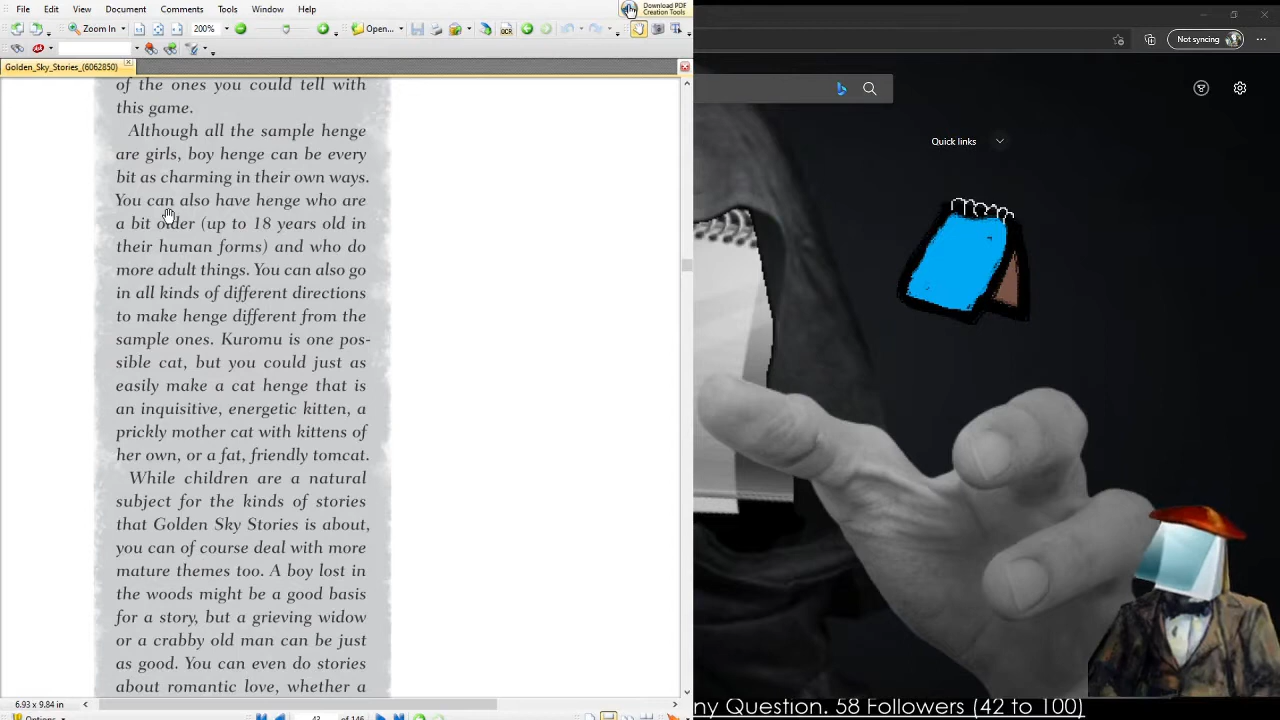 File Edit View Document Comments Tools Window Help
Download PDF
Creation Tools
Zoom In
200%
Open...
Golden_Sky_Stories_(6062850)
of the ones you could tell with
this game.
Although all the sample henge
are girls, boy henge can be every
bit as charming in their own ways.
You can also have henge who are
a bit older (up to 18 years old in
their human forms) and who do
more adult things. You can also go
in all kinds of different directions
to make henge different from the
sample ones. Kuromu is one pos-
sible cat, but you could just as
easily make a cat henge that is
an inquisitive, energetic kitten, a
prickly mother cat with kittens of
her own, or a fat, friendly tomcat.
While children are a natural
subject for the kinds of stories
that Golden Sky Stories is about,
you can of course deal with more
mature themes too. A boy lost in
the woods might be a good basis
for a story, but a grieving widow
or a crabby old man can be just
as good. You can even do stories
about romantic love, whether a
6.93 x 9.84 in
Options
43 of 146
Not syncing
Quick links
ny Question. 58 Followers (42 to 100)